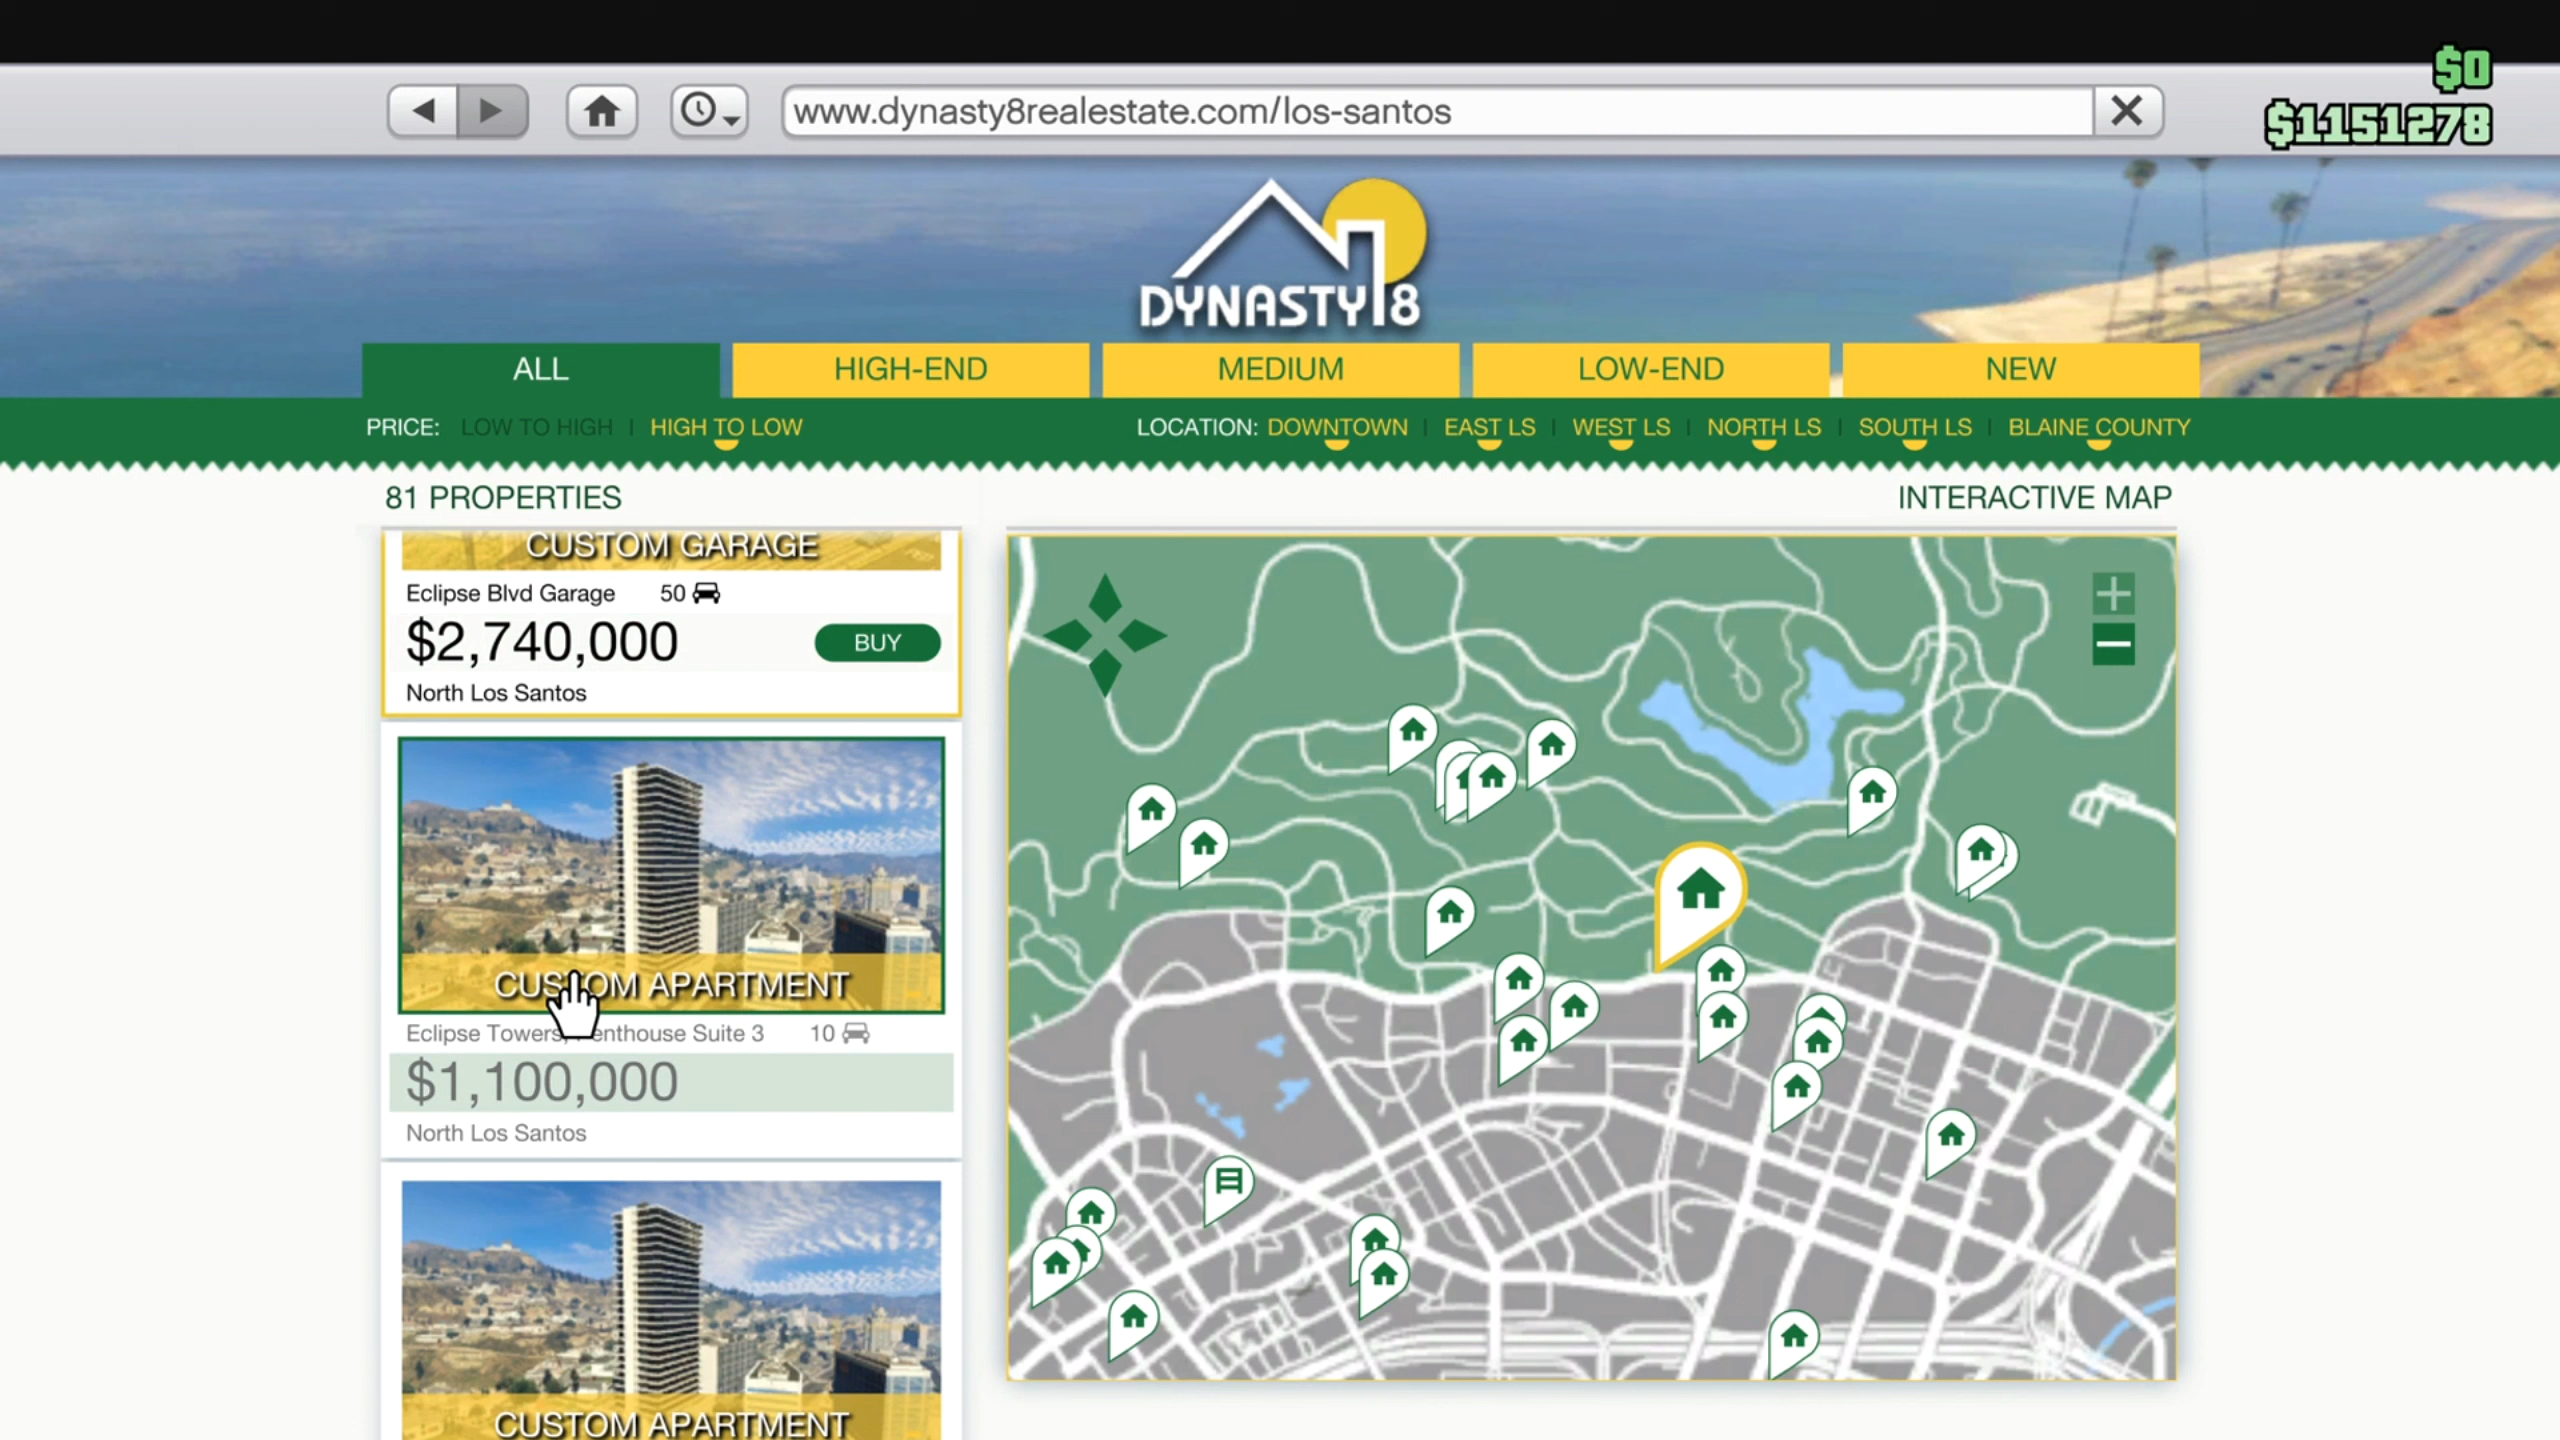 $0
www.dynasty8realestate.com/los-santos
$1151278
DYNASTY 8
ALL
HIGH-END
MEDIUM
LOW-END
NEW
PRICE: LOW TO HIGH | HIGH TO LOW
LOCATION: DOWNTOWN | EAST LS | WEST LS | NORTH LS | SOUTH LS | BLAINE COUNTY
81 PROPERTIES
INTERACTIVE MAP
CUSTOM GARAGE
Eclipse Blvd Garage 50
$2,740,000
BUY
North Los Santos
CUSTOM APARTMENT
Eclipse Towers, Penthouse Suite 3 10
$1,100,000
North Los Santos
CUSTOM APARTMENT